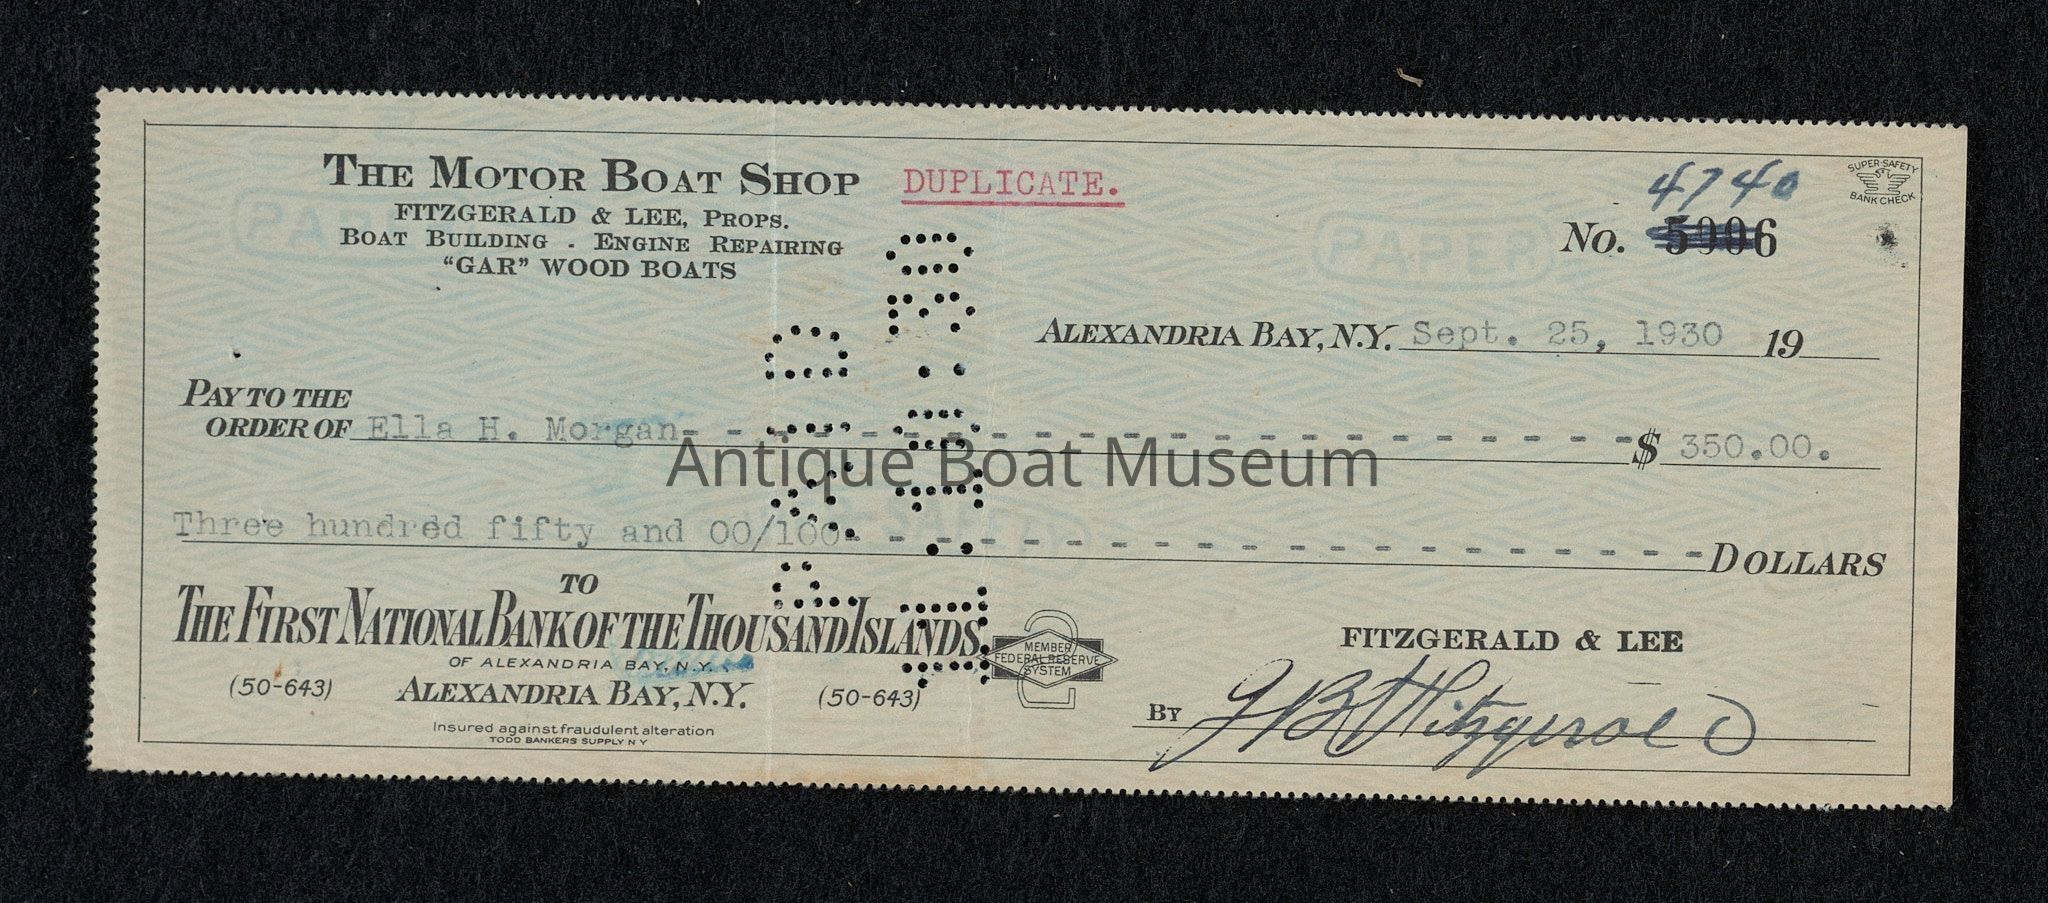 THE MOTOR BOAT SHOP DUPLICATE.
FITZGERALD & LEE, PROPS.
BOAT BUILDING . ENGINE REPAIRING
"GAR" WOOD BOATS
PAPER
PAPER
SUPER-SAFETY
BANK CHECK
4740
No. 5006
ALEXANDRIA BAY, N.Y. Sept. 25, 1930 19
PAY TO THE
ORDER OF Ella H. Morgan- - - - - - - - - - - - - - - - - - - - - - $ 350.00.
Antique Boat Museum
Three hundred fifty and 00/100- - - - - - - - - - - - - - - - - - - - DOLLARS
TO
THE FIRST NATIONAL BANK OF THE THOUSAND ISLANDS
OF ALEXANDRIA BAY, N.Y.
(50-643) ALEXANDRIA BAY, N.Y. (50-643)
Insured against fraudulent alteration
TODD BANKERS SUPPLY N Y
MEMBER
FEDERAL RESERVE
SYSTEM
2
FITZGERALD & LEE
BY J B Fitzgerald
PAID